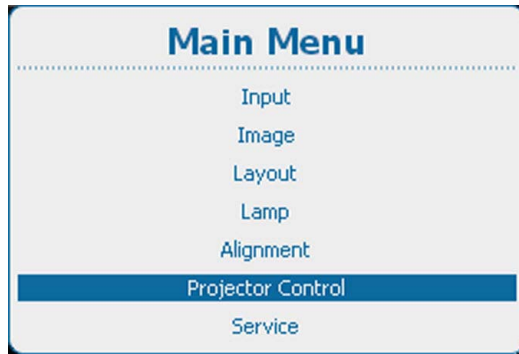 Main Menu
Input
Image
Layout
Lamp
Alignment
Projector Control
Service